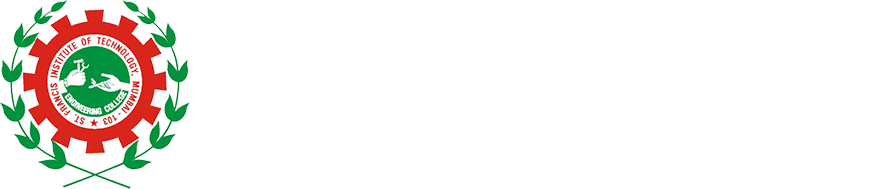 ST. FRANCIS INSTITUTE OF TECHNOLOGY, MUMBAI - 103
ENGINEERING COLLEGE